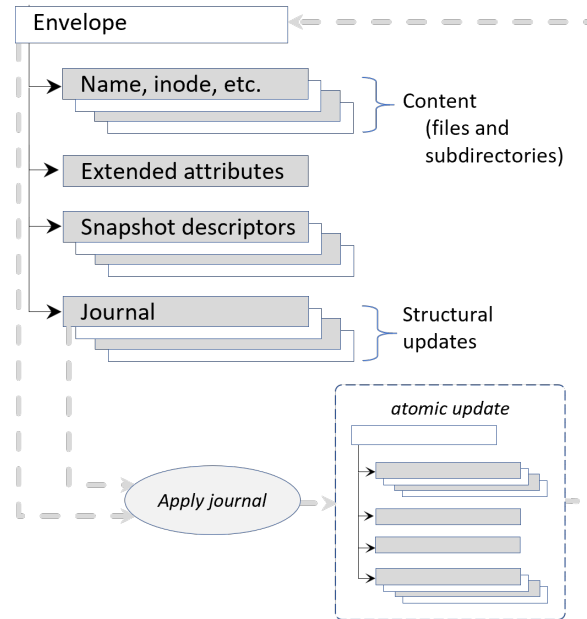 Envelope
Name, inode, etc.
Content
(files and
subdirectories)
Extended attributes
Snapshot descriptors
Journal
Structural
updates
atomic update
Apply journal